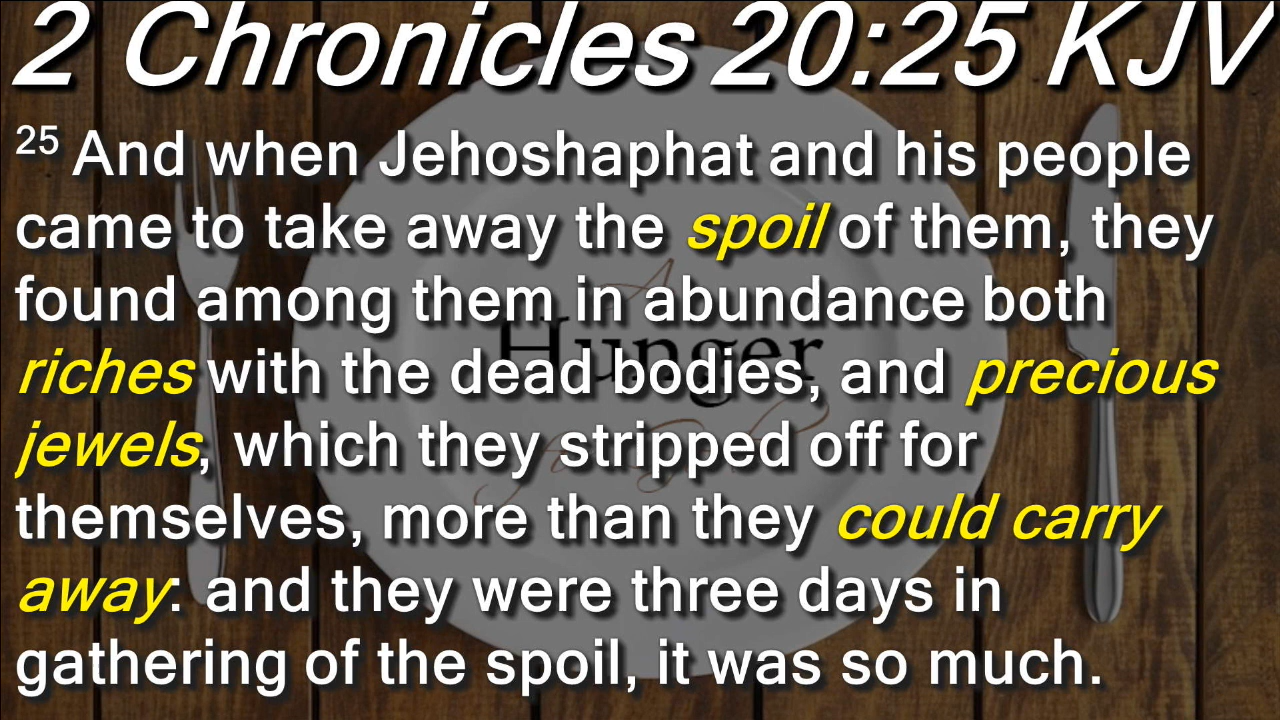 2 Chronicles 20:25 KJV
25 And when Jehoshaphat and his people
came to take away the spoil of them, they
found among them in abundance both
riches with the dead bodies, and precious
jewels, which they stripped off for
themselves, more than they could carry
away: and they were three days in
gathering of the spoil, it was so much.
A
Hunger
for God